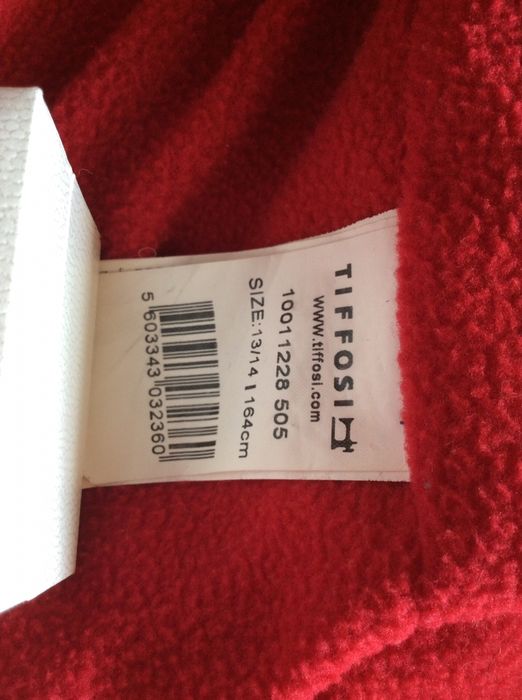 TIFFOSI
www.tiffosi.com
10011228 505
SIZE:13/14 | 164cm
5 603343 032360